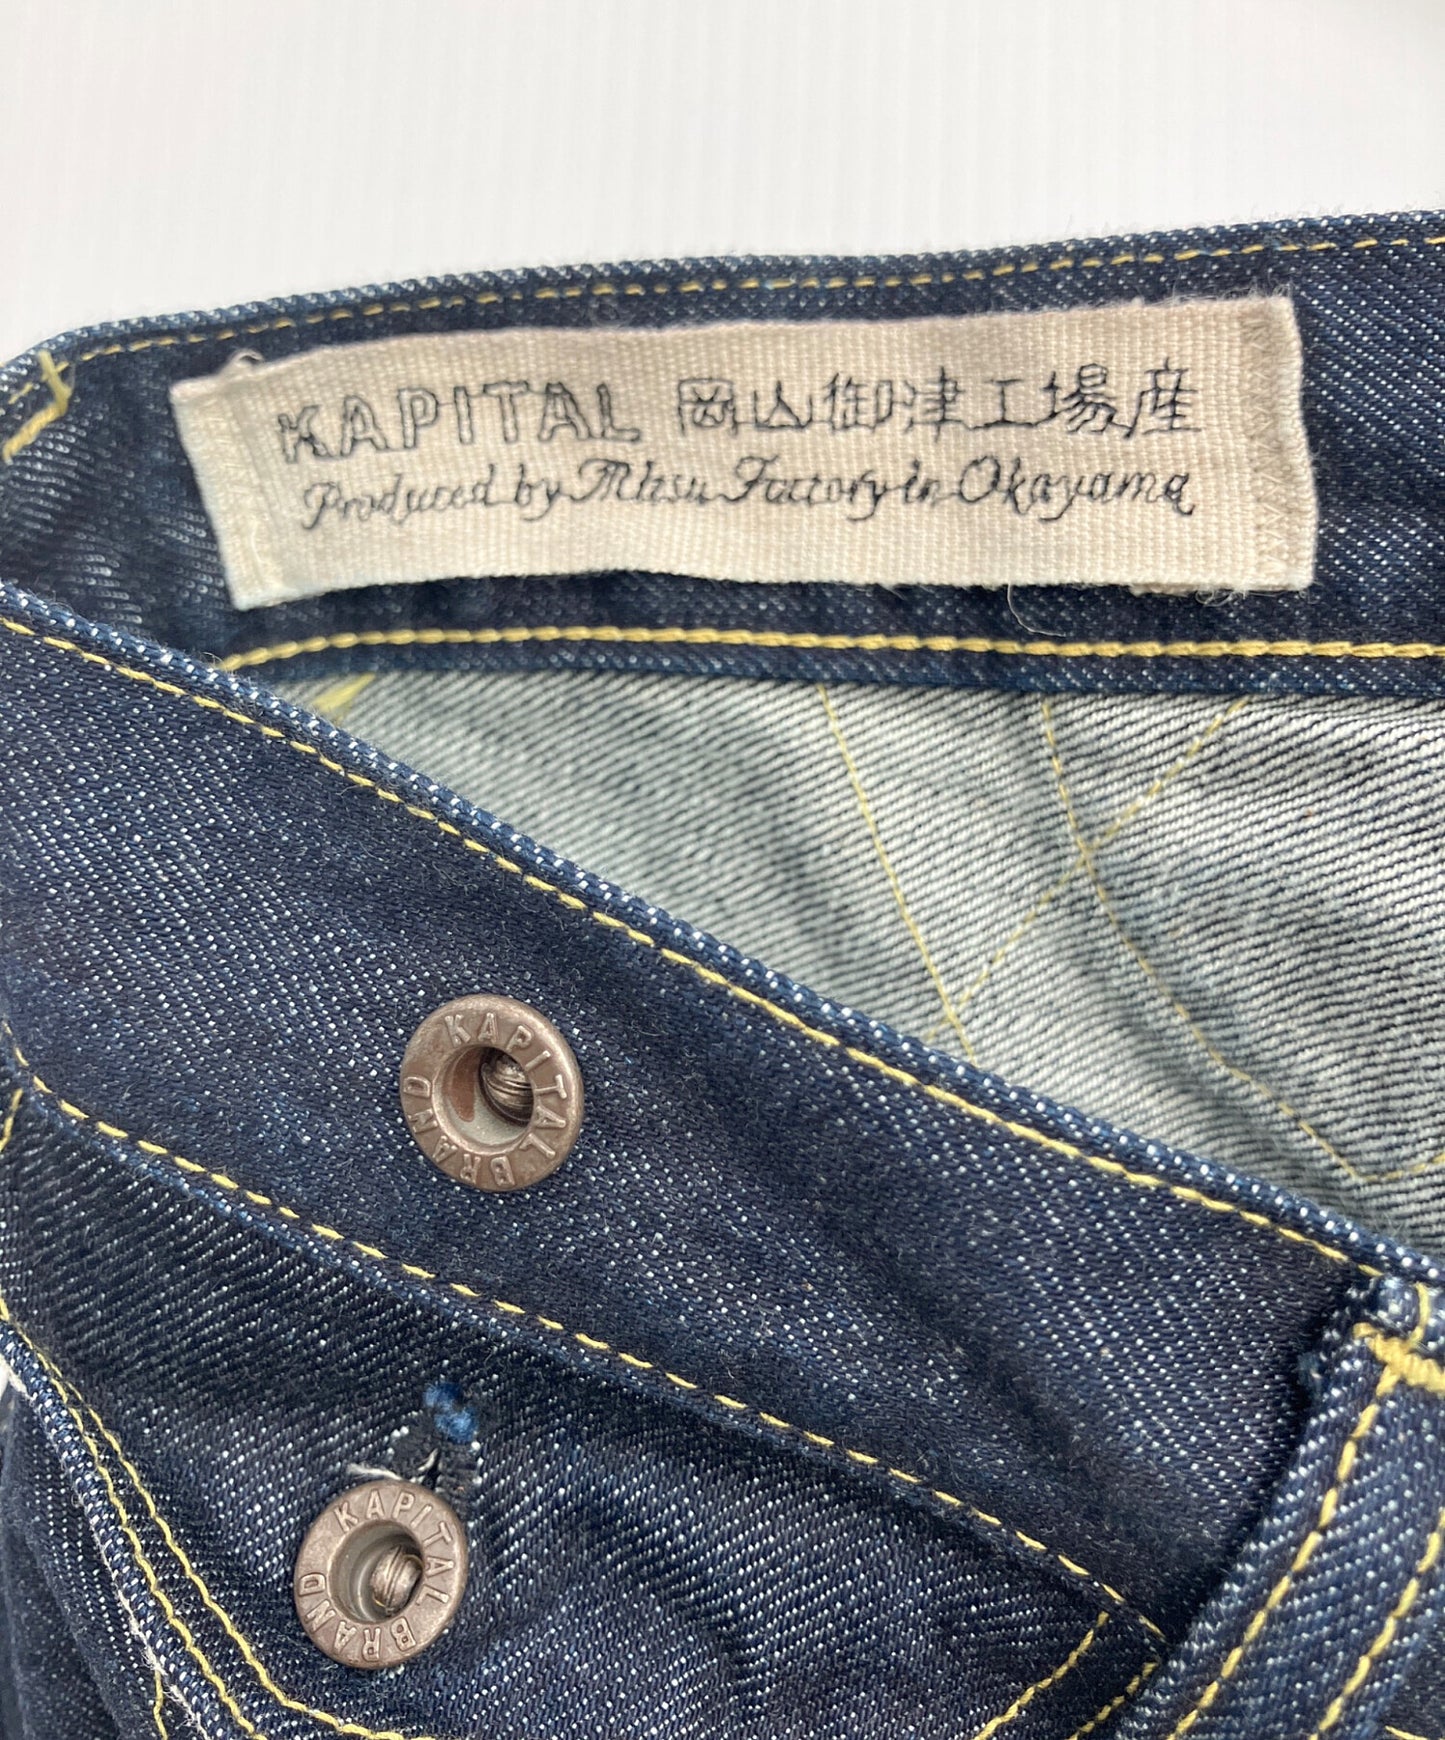 KAPITAL 岡山御津工場産
Produced by Mitsu Factory in Okayama
KAPITAL BRAND
KAPITAL BRAND